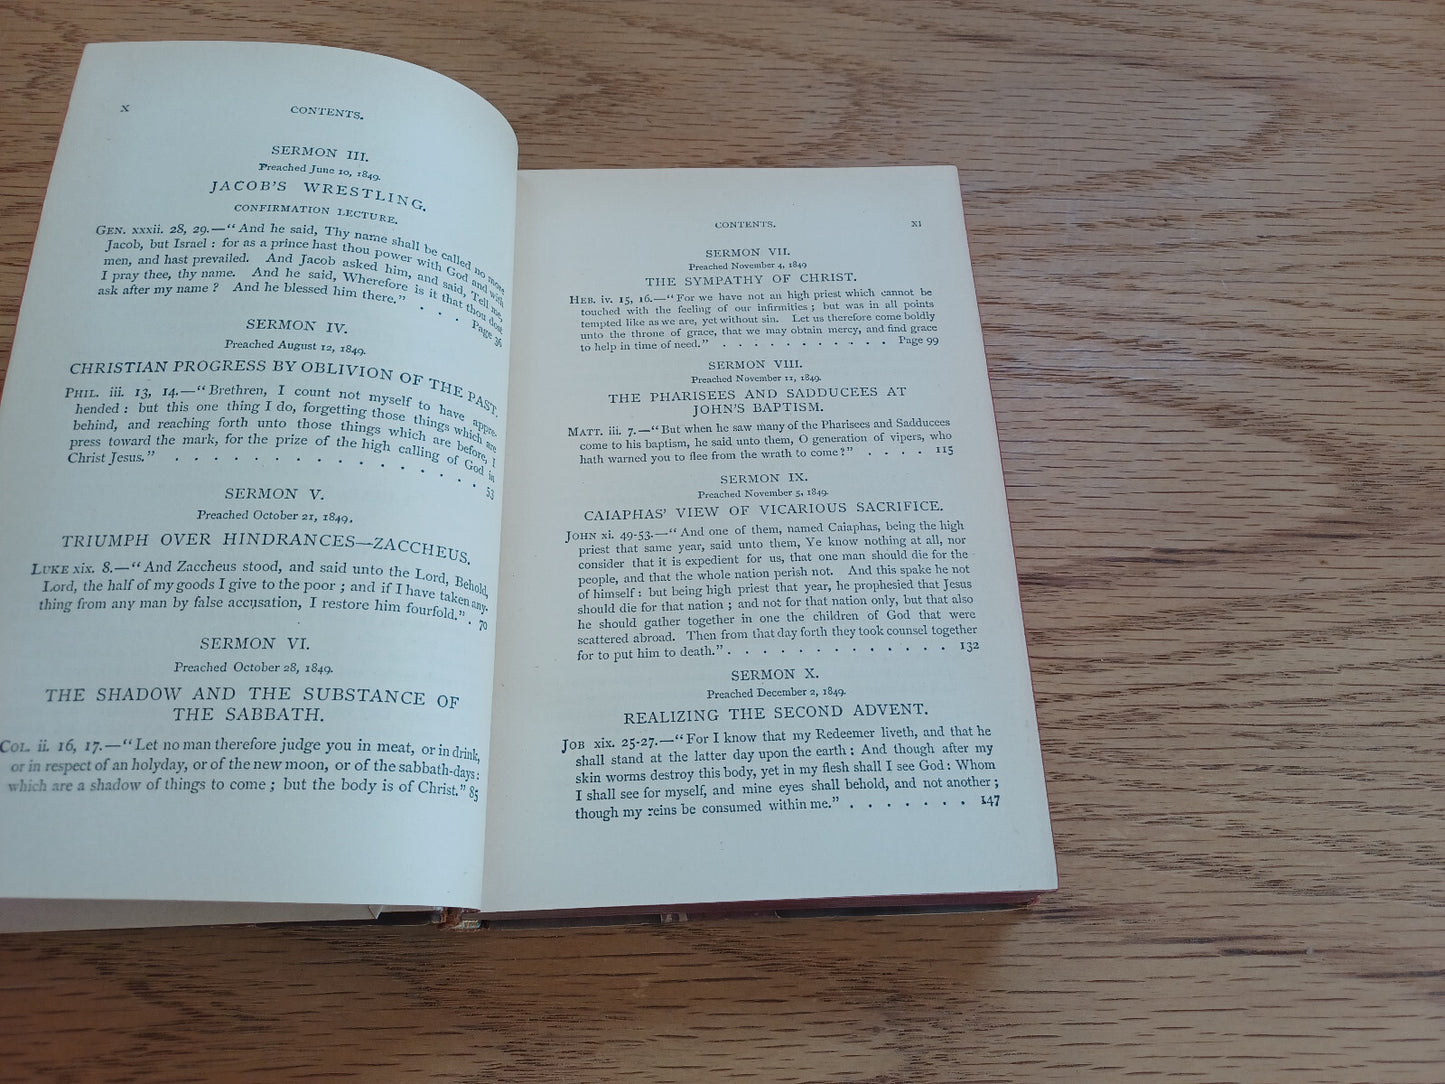 X
CONTENTS.
SERMON III.
Preached June 10, 1849.
JACOB'S WRESTLING.
CONFIRMATION LECTURE.
GEN. xxxii. 28, 29.—"And he said, Thy name shall be called no more
Jacob, but Israel : for as a prince hast thou power with God and with
men, and hast prevailed. And Jacob asked him, and said, Tell me,
I pray thee, thy name. And he said, Wherefore is it that thou dost
ask after my name ? And he blessed him there." . . . Page 36
SERMON IV.
Preached August 12, 1849.
CHRISTIAN PROGRESS BY OBLIVION OF THE PAST.
PHIL. iii. 13, 14.—"Brethren, I count not myself to have appre-
hended : but this one thing I do, forgetting those things which are
behind, and reaching forth unto those things which are before, I
press toward the mark, for the prize of the high calling of God in
Christ Jesus." . . . . . . . . . . . . . . 53
SERMON V.
Preached October 21, 1849.
TRIUMPH OVER HINDRANCES—ZACCHEUS.
LUKE xix. 8.—"And Zaccheus stood, and said unto the Lord, Behold,
Lord, the half of my goods I give to the poor ; and if I have taken any-
thing from any man by false accusation, I restore him fourfold." . 70
SERMON VI.
Preached October 28, 1849.
THE SHADOW AND THE SUBSTANCE OF
THE SABBATH.
COL. ii. 16, 17.—"Let no man therefore judge you in meat, or in drink,
or in respect of an holyday, or of the new moon, or of the sabbath-days :
which are a shadow of things to come ; but the body is of Christ." 85
CONTENTS.
XI
SERMON VII.
Preached November 4, 1849
THE SYMPATHY OF CHRIST.
HEB. iv. 15, 16.—"For we have not an high priest which cannot be
touched with the feeling of our infirmities ; but was in all points
tempted like as we are, yet without sin. Let us therefore come boldly
unto the throne of grace, that we may obtain mercy, and find grace
to help in time of need." . . . . . . . . . . . Page 99
SERMON VIII.
Preached November 11, 1849.
THE PHARISEES AND SADDUCEES AT
JOHN'S BAPTISM.
MATT. iii. 7.—"But when he saw many of the Pharisees and Sadducees
come to his baptism, he said unto them, O generation of vipers, who
hath warned you to flee from the wrath to come?" . . . . 115
SERMON IX.
Preached November 5, 1849.
CAIAPHAS' VIEW OF VICARIOUS SACRIFICE.
JOHN xi. 49-53.—"And one of them, named Caiaphas, being the high
priest that same year, said unto them, Ye know nothing at all, nor
consider that it is expedient for us, that one man should die for the
people, and that the whole nation perish not. And this spake he not
of himself : but being high priest that year, he prophesied that Jesus
should die for that nation ; and not for that nation only, but that also
he should gather together in one the children of God that were
scattered abroad. Then from that day forth they took counsel together
for to put him to death." . . . . . . . . . . . . . 132
SERMON X.
Preached December 2, 1849.
REALIZING THE SECOND ADVENT.
JOB xix. 25-27.—"For I know that my Redeemer liveth, and that he
shall stand at the latter day upon the earth : And though after my
skin worms destroy this body, yet in my flesh shall I see God : Whom
I shall see for myself, and mine eyes shall behold, and not another ;
though my reins be consumed within me." . . . . . . . 147